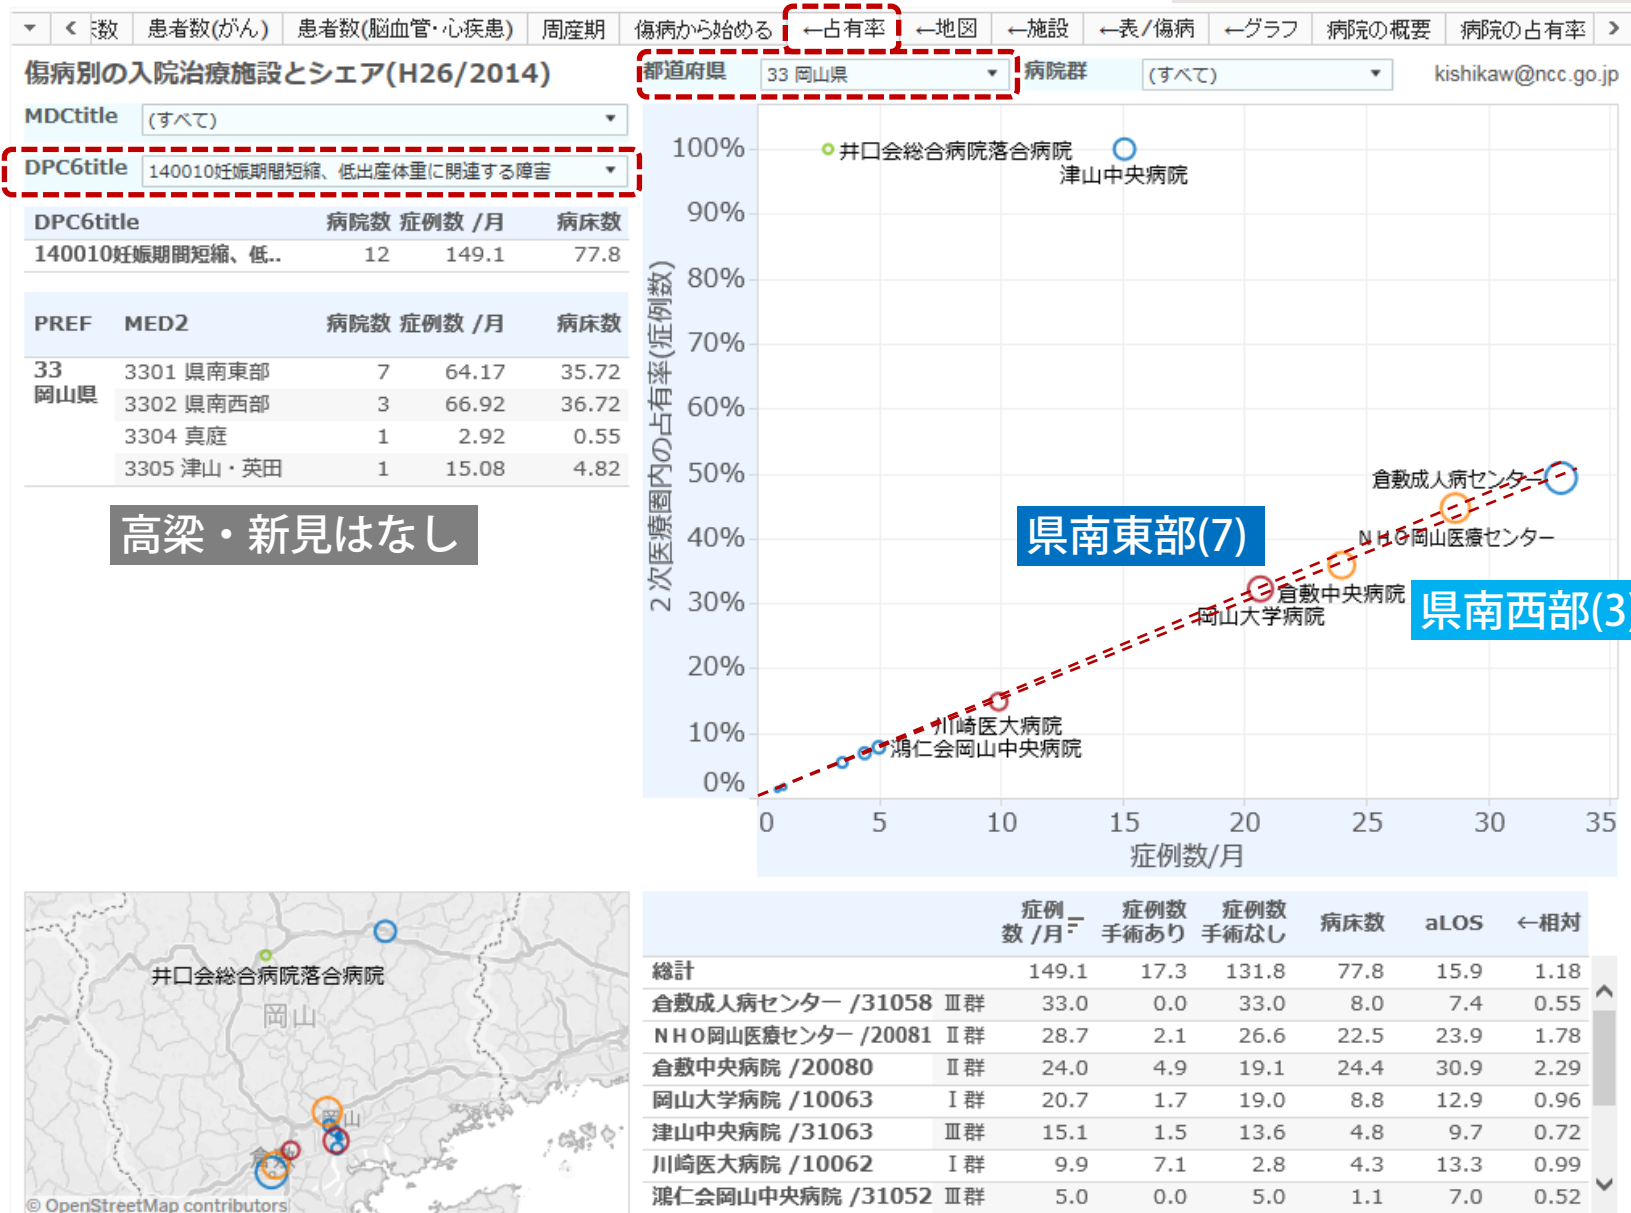 数 患者数(がん) 患者数(脳血管・心疾患) 周産期 傷病から始める ←占有率 ←地図 ←施設 ←表/傷病 ←グラフ 病院の概要 病院の占有率
傷病別の入院治療施設とシェア(H26/2014)
都道府県 33 岡山県 病院群 (すべて) kishikaw@ncc.go.jp
MDCtitle (すべて)
DPC6title 140010妊娠期間短縮、低出産体重に関連する障害
DPC6title 病院数 症例数 /月 病床数
140010妊娠期間短縮、低.. 12 149.1 77.8
PREF MED2 病院数 症例数 /月 病床数
33 岡山県 3301 県南東部 7 64.17 35.72
3302 県南西部 3 66.92 36.72
3304 真庭 1 2.92 0.55
3305 津山・英田 1 15.08 4.82
高梁・新見はなし
2次医療圏内の占有率(症例数)
100%
90%
80%
70%
60%
50%
40%
30%
20%
10%
0%
井口会総合病院落合病院
津山中央病院
倉敷成人病センター
NHO岡山医療センター
県南東部(7)
倉敷中央病院
県南西部(3)
岡山大学病院
川崎医大病院
鴻仁会岡山中央病院
0 5 10 15 20 25 30 35
症例数/月
井口会総合病院落合病院
岡山
岡山
© OpenStreetMap contributors
症例数 /月 症例数手術あり 症例数手術なし 病床数 aLOS ←相対
総計 149.1 17.3 131.8 77.8 15.9 1.18
倉敷成人病センター /31058 Ⅲ群 33.0 0.0 33.0 8.0 7.4 0.55
NHO岡山医療センター /20081 Ⅱ群 28.7 2.1 26.6 22.5 23.9 1.78
倉敷中央病院 /20080 Ⅱ群 24.0 4.9 19.1 24.4 30.9 2.29
岡山大学病院 /10063 Ⅰ群 20.7 1.7 19.0 8.8 12.9 0.96
津山中央病院 /31063 Ⅲ群 15.1 1.5 13.6 4.8 9.7 0.72
川崎医大病院 /10062 Ⅰ群 9.9 7.1 2.8 4.3 13.3 0.99
鴻仁会岡山中央病院 /31052 Ⅲ群 5.0 0.0 5.0 1.1 7.0 0.52